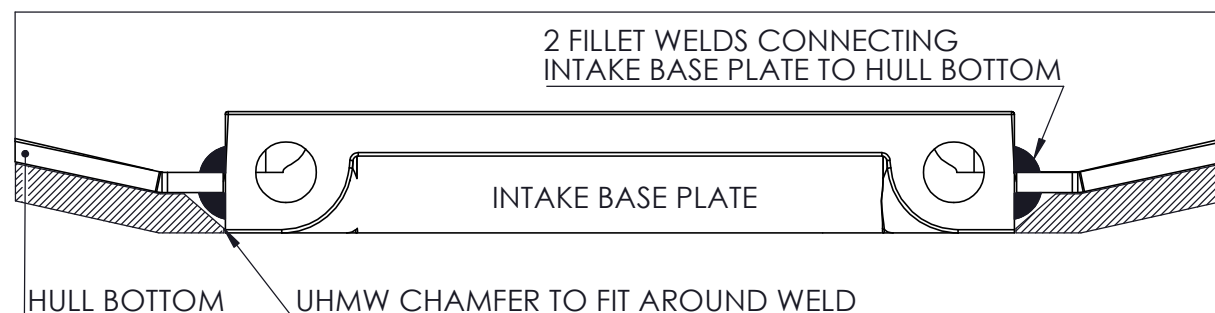 2 FILLET WELDS CONNECTING
INTAKE BASE PLATE TO HULL BOTTOM
INTAKE BASE PLATE
HULL BOTTOM
UHMW CHAMFER TO FIT AROUND WELD